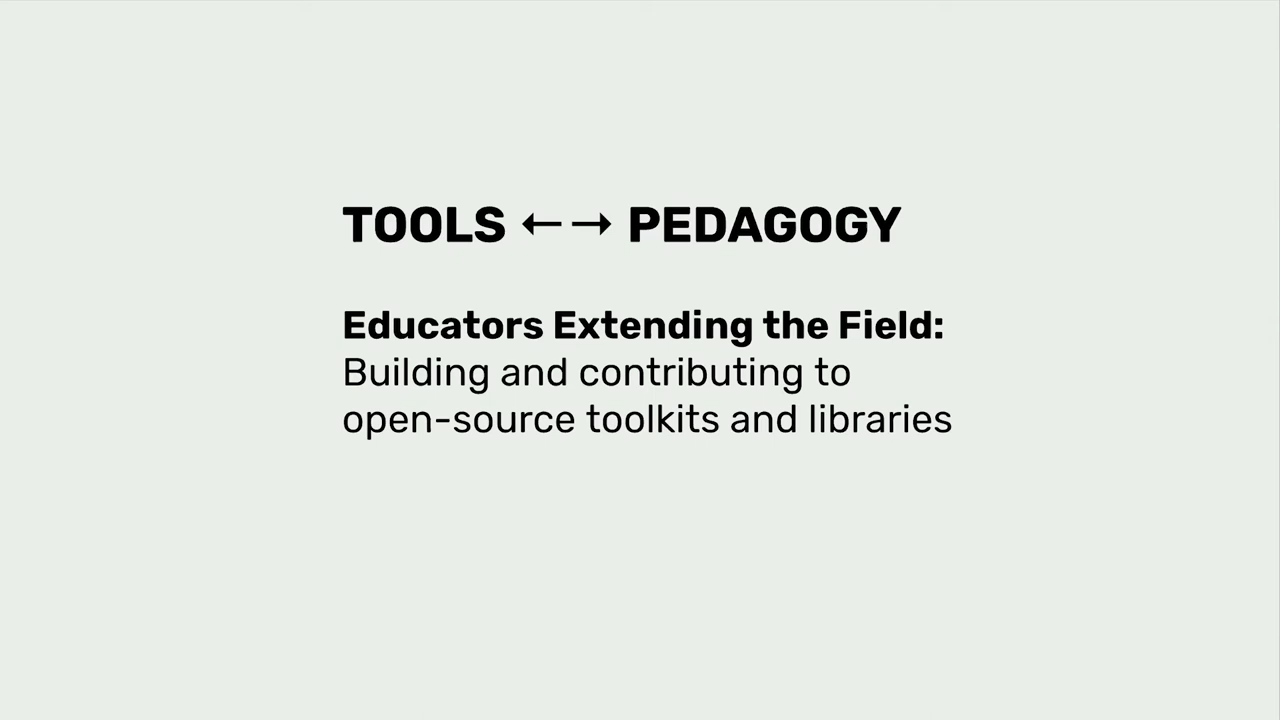 TOOLS ←→ PEDAGOGY
Educators Extending the Field:
Building and contributing to
open-source toolkits and libraries